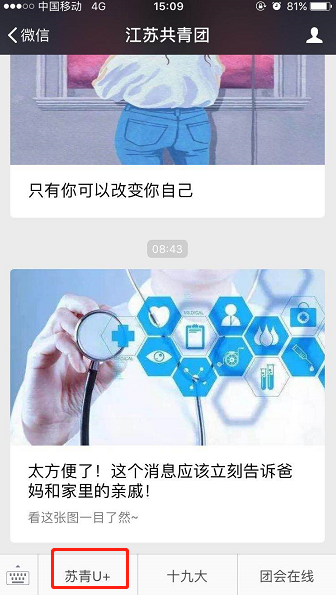 中国移动 4G 15:09 81%
微信 江苏共青团
只有你可以改变你自己
08:43
MEDICAL
太方便了！这个消息应该立刻告诉爸
妈和家里的亲戚！
看这张图一目了然~
苏青U+ 十九大 团会在线